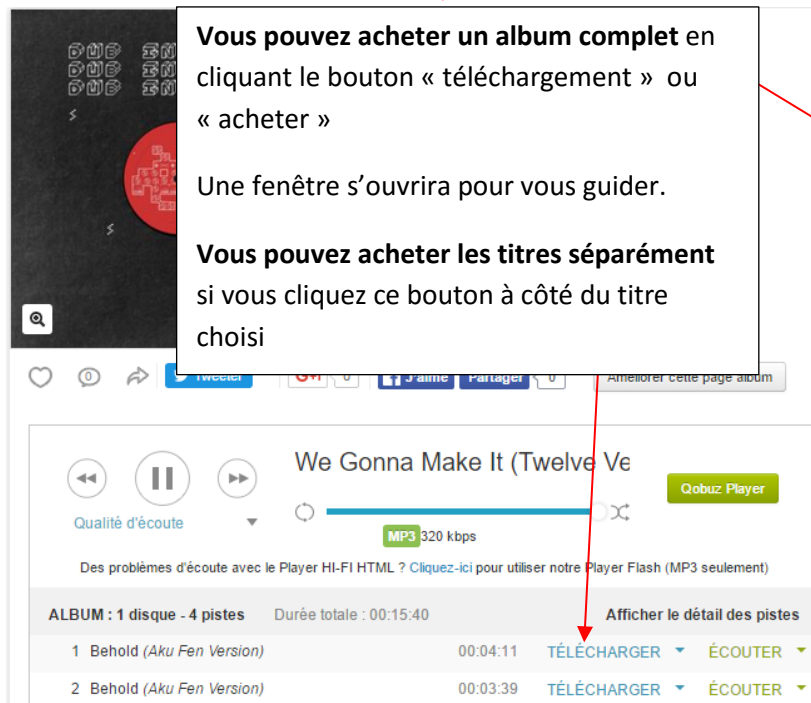 Vous pouvez acheter un album complet en
cliquant le bouton « téléchargement » ou
« acheter »
Une fenêtre s'ouvrira pour vous guider.
Vous pouvez acheter les titres séparément
si vous cliquez ce bouton à côté du titre
choisi
0 Tweeter G+1 0 J'aime Partager 0 Améliorer cette page album
We Gonna Make It (Twelve Ve
Qobuz Player
Qualité d'écoute
MP3 320 kbps
Des problèmes d'écoute avec le Player HI-FI HTML ? Cliquez-ici pour utiliser notre Player Flash (MP3 seulement)
ALBUM : 1 disque - 4 pistes Durée totale : 00:15:40 Afficher le détail des pistes
1 Behold (Aku Fen Version) 00:04:11 TÉLÉCHARGER ÉCOUTER
2 Behold (Aku Fen Version) 00:03:39 TÉLÉCHARGER ÉCOUTER